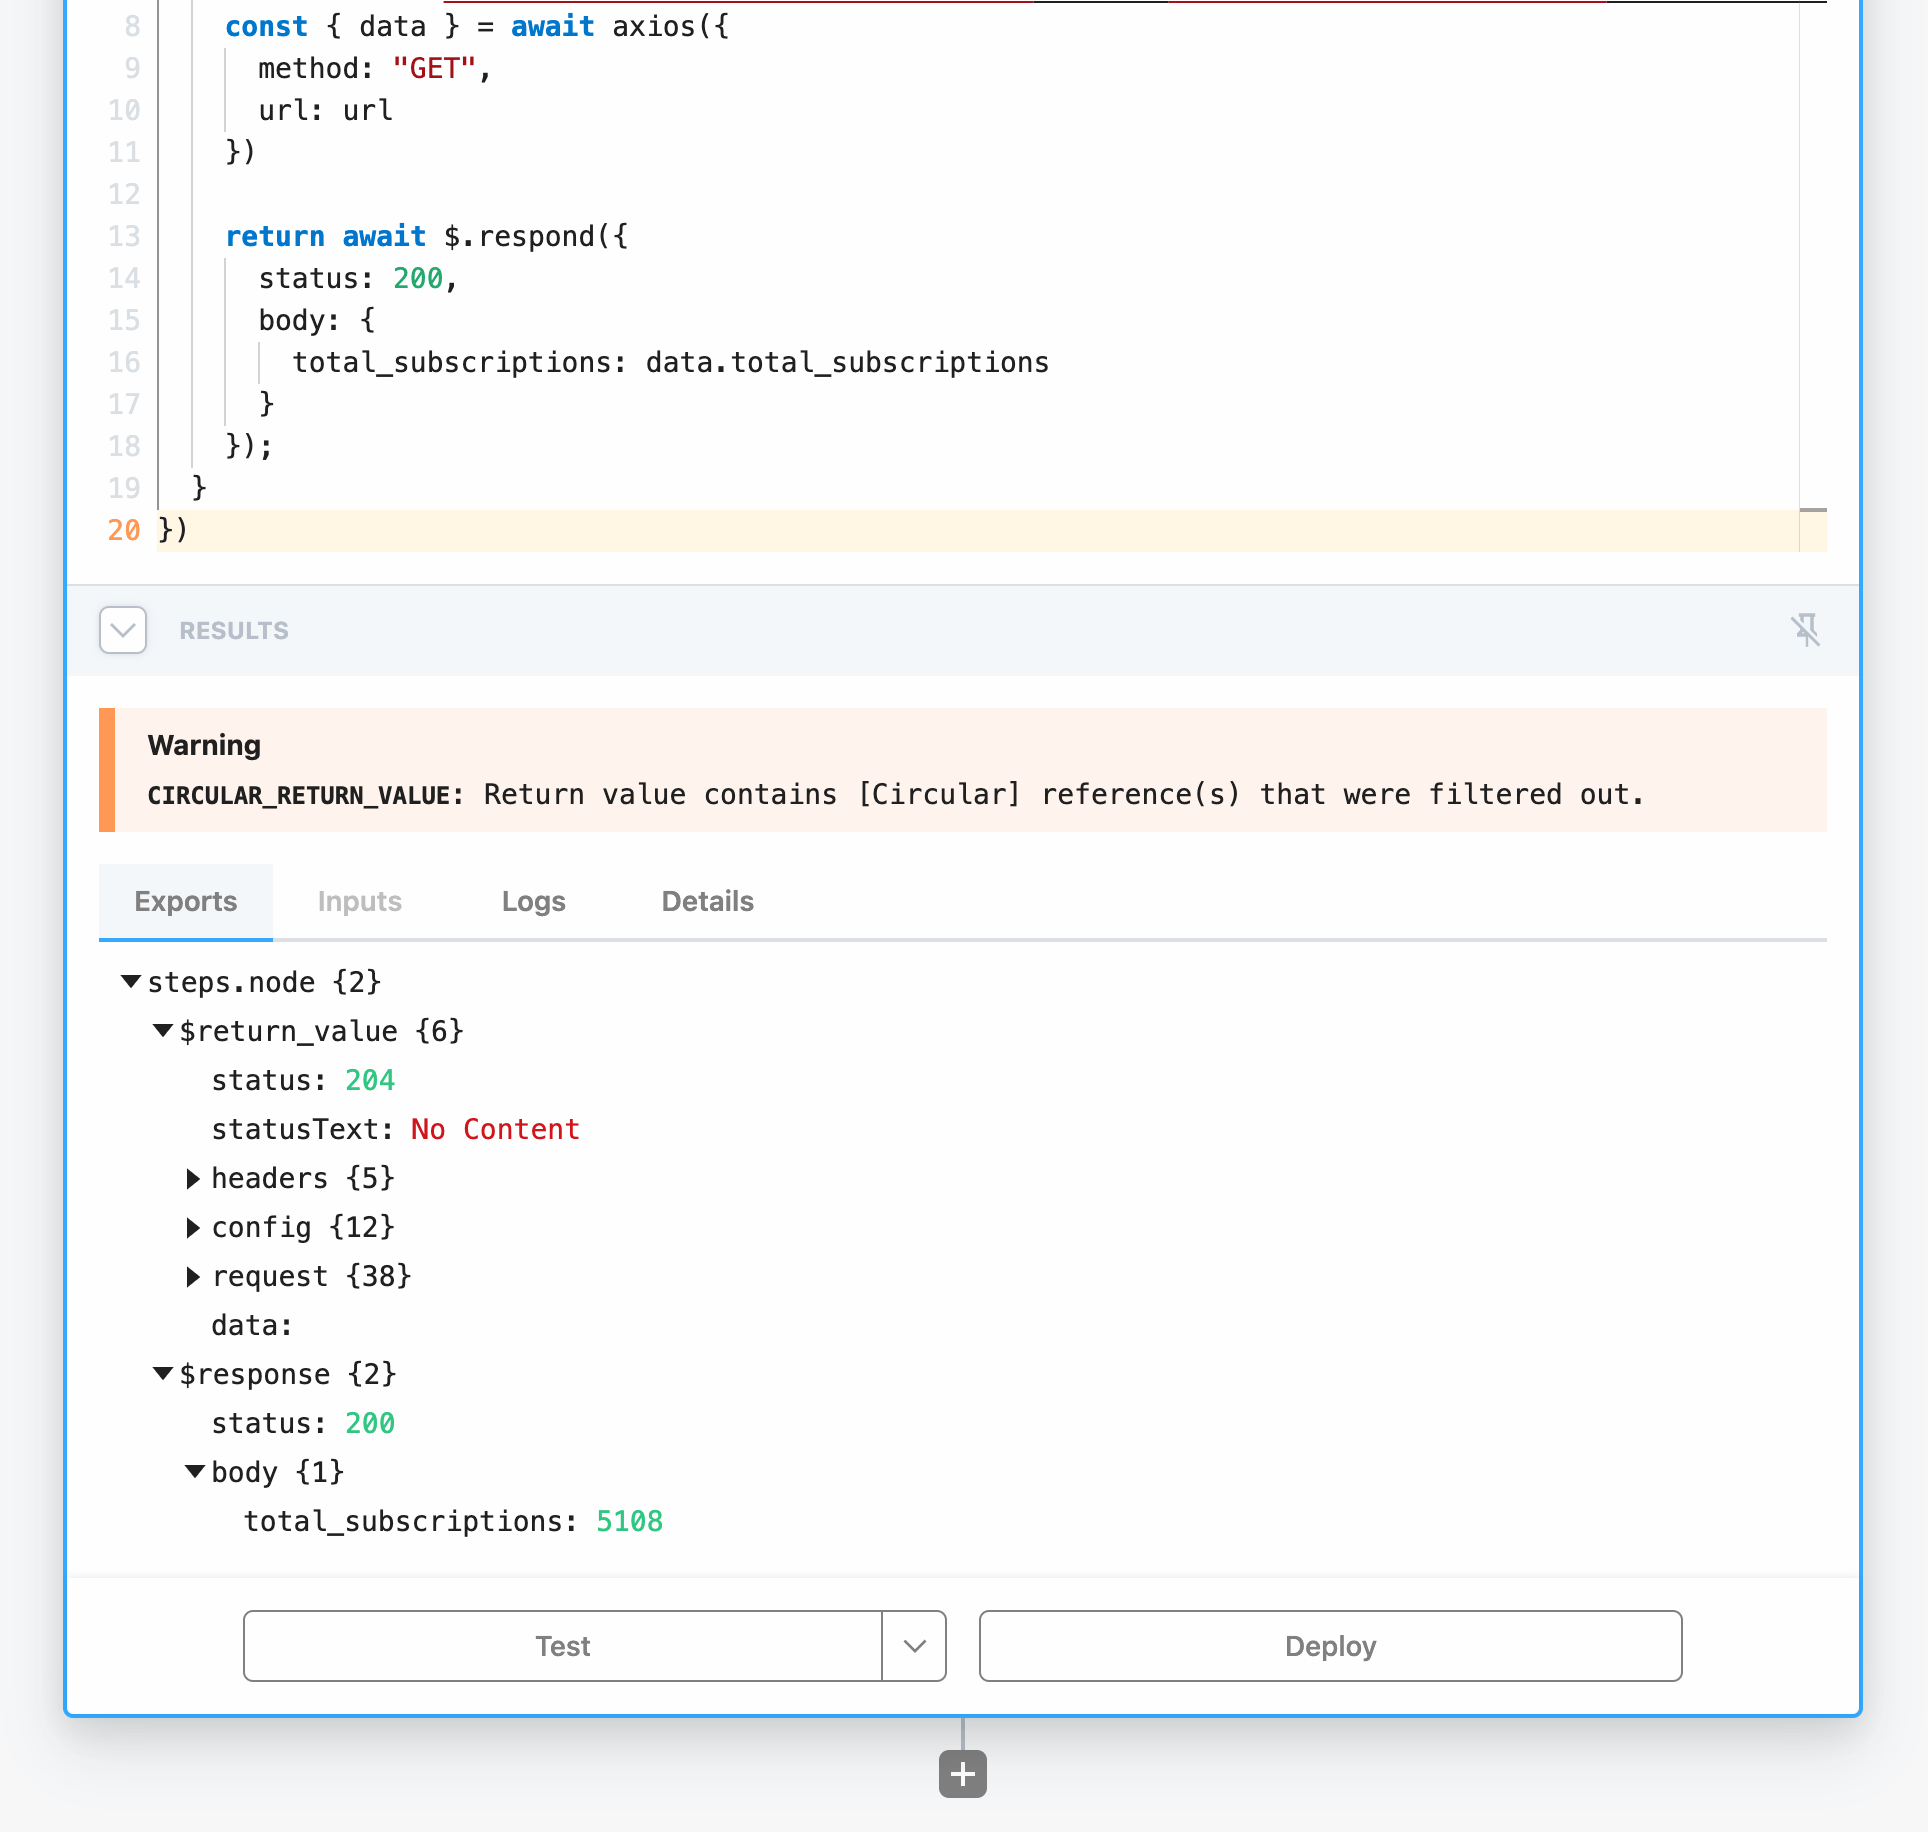 8 const { data } = await axios({
9 method: "GET",
10 url: url
11 })
12
13 return await $.respond({
14 status: 200,
15 body: {
16 total_subscriptions: data.total_subscriptions
17 }
18 });
19 }
20 })
RESULTS
Warning
CIRCULAR_RETURN_VALUE: Return value contains [Circular] reference(s) that were filtered out.
Exports Inputs Logs Details
steps.node {2}
$return_value {6}
status: 204
statusText: No Content
headers {5}
config {12}
request {38}
data:
$response {2}
status: 200
body {1}
total_subscriptions: 5108
Test Deploy